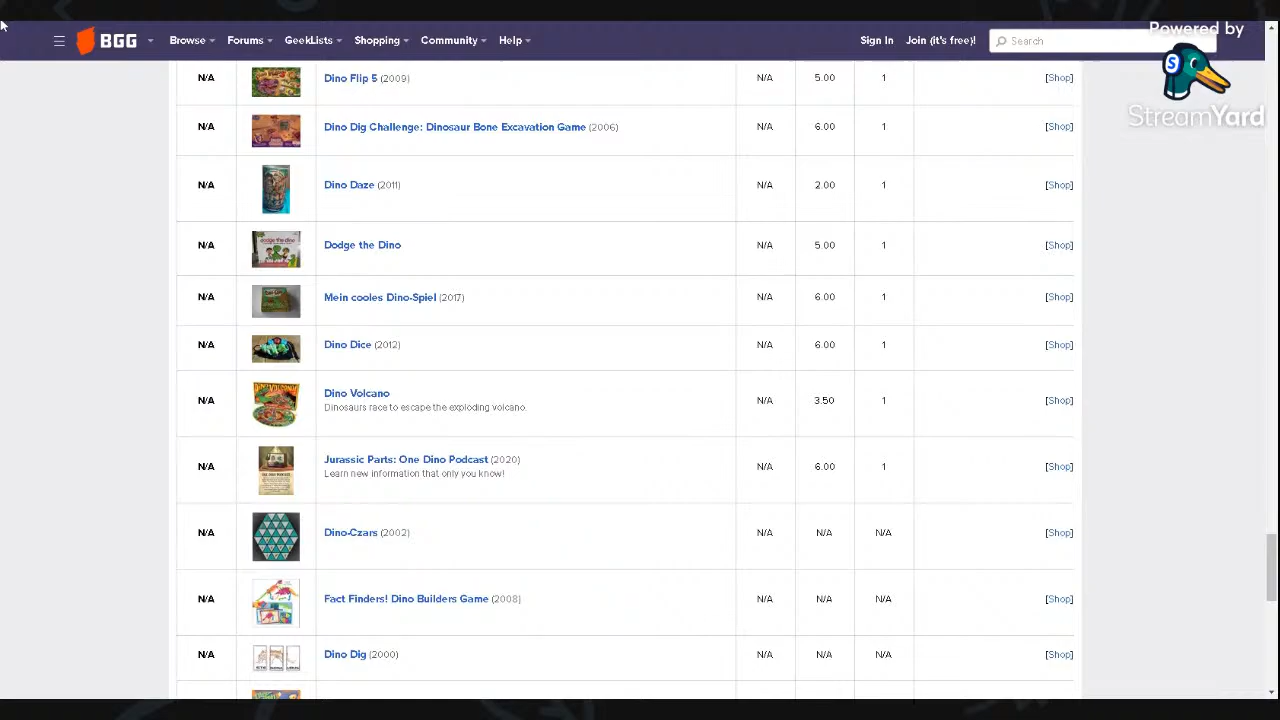 Powered by
StreamYard
BGG Browse Forums GeekLists Shopping Community Help Sign In Join (it's free!) Search
N/A Dino Flip 5 (2009) N/A 5.00 1 [Shop]
N/A Dino Dig Challenge: Dinosaur Bone Excavation Game (2006) N/A 6.00 1 [Shop]
N/A Dino Daze (2011) N/A 2.00 1 [Shop]
N/A Dodge the Dino N/A 5.00 1 [Shop]
N/A Mein cooles Dino-Spiel (2017) N/A 6.00 1 [Shop]
N/A Dino Dice (2012) N/A 6.00 1 [Shop]
N/A Dino Volcano N/A 3.50 1 [Shop]
Dinosaurs race to escape the exploding volcano.
N/A Jurassic Parts: One Dino Podcast (2020) N/A 1 [Shop]
Learn new information that only you know!
N/A Dino-Czars (2002) N/A N/A N/A [Shop]
N/A Fact Finders! Dino Builders Game (2008) N/A N/A N/A [Shop]
N/A Dino Dig (2000) N/A N/A N/A [Shop]